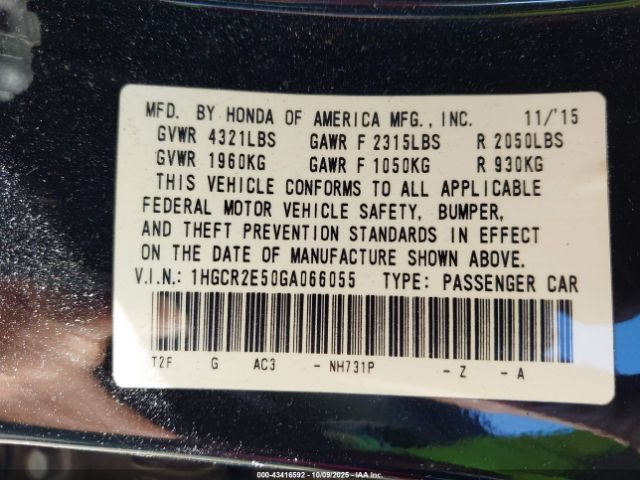 MFD. BY HONDA OF AMERICA MFG., INC. 11/'15
GVWR 4321LBS GAWR F 2315LBS R 2050LBS
GVWR 1960KG GAWR F 1050KG R 930KG
THIS VEHICLE CONFORMS TO ALL APPLICABLE
FEDERAL MOTOR VEHICLE SAFETY, BUMPER,
AND THEFT PREVENTION STANDARDS IN EFFECT
ON THE DATE OF MANUFACTURE SHOWN ABOVE.
V.I.N.: 1HGCR2E50GA066055 TYPE: PASSENGER CAR
T2F G AC3 - NH731P - Z - A
000-43416592 - 10/09/2025 - IAA Inc.